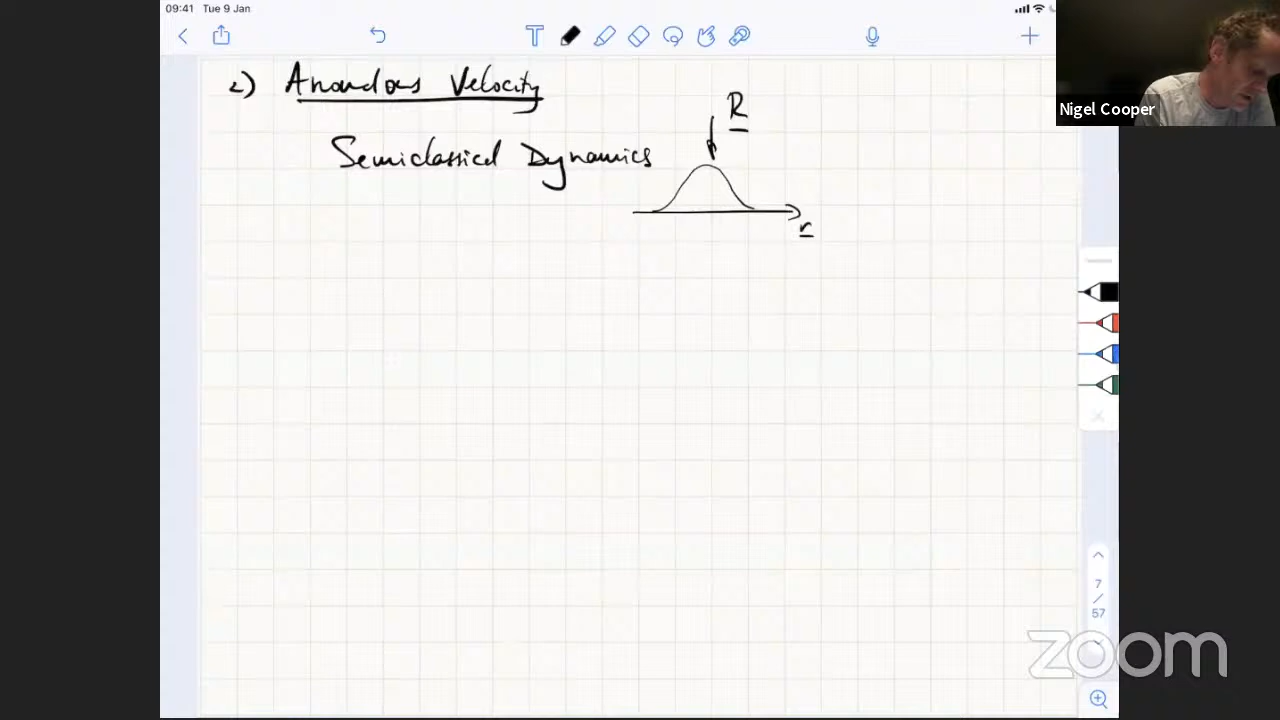 09:41 Tue 9 Jan
Nigel Cooper
2) Anomalous Velocity
R
Semiclassical Dynamics
r
7
/
57
zoom